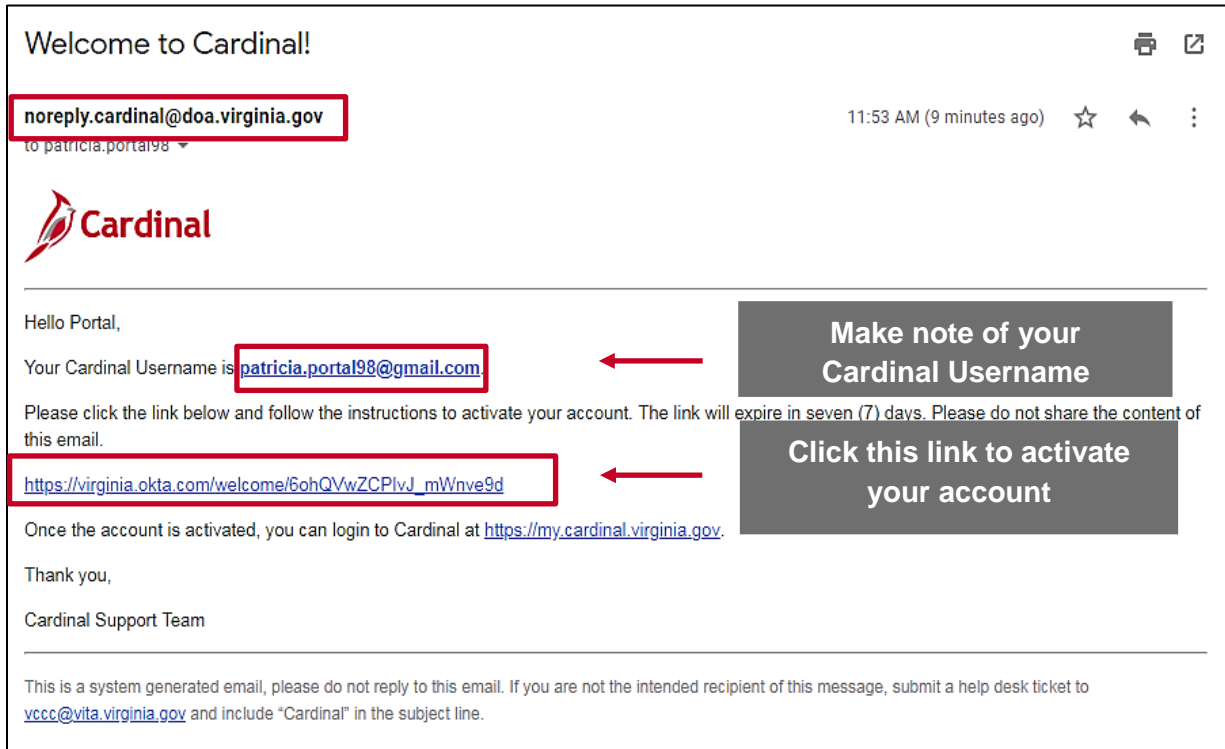 Welcome to Cardinal!
noreply.cardinal@doa.virginia.gov
11:53 AM (9 minutes ago)
to patricia.portal98
Cardinal
Hello Portal,
Your Cardinal Username is patricia.portal98@gmail.com.
Make note of your
Cardinal Username
Please click the link below and follow the instructions to activate your account. The link will expire in seven (7) days. Please do not share the content of
this email.
Click this link to activate
your account
https://virginia.okta.com/welcome/6ohQVwZCPIvJ_mWnve9d
Once the account is activated, you can login to Cardinal at https://my.cardinal.virginia.gov.
Thank you,
Cardinal Support Team
This is a system generated email, please do not reply to this email. If you are not the intended recipient of this message, submit a help desk ticket to
vccc@vita.virginia.gov and include “Cardinal” in the subject line.